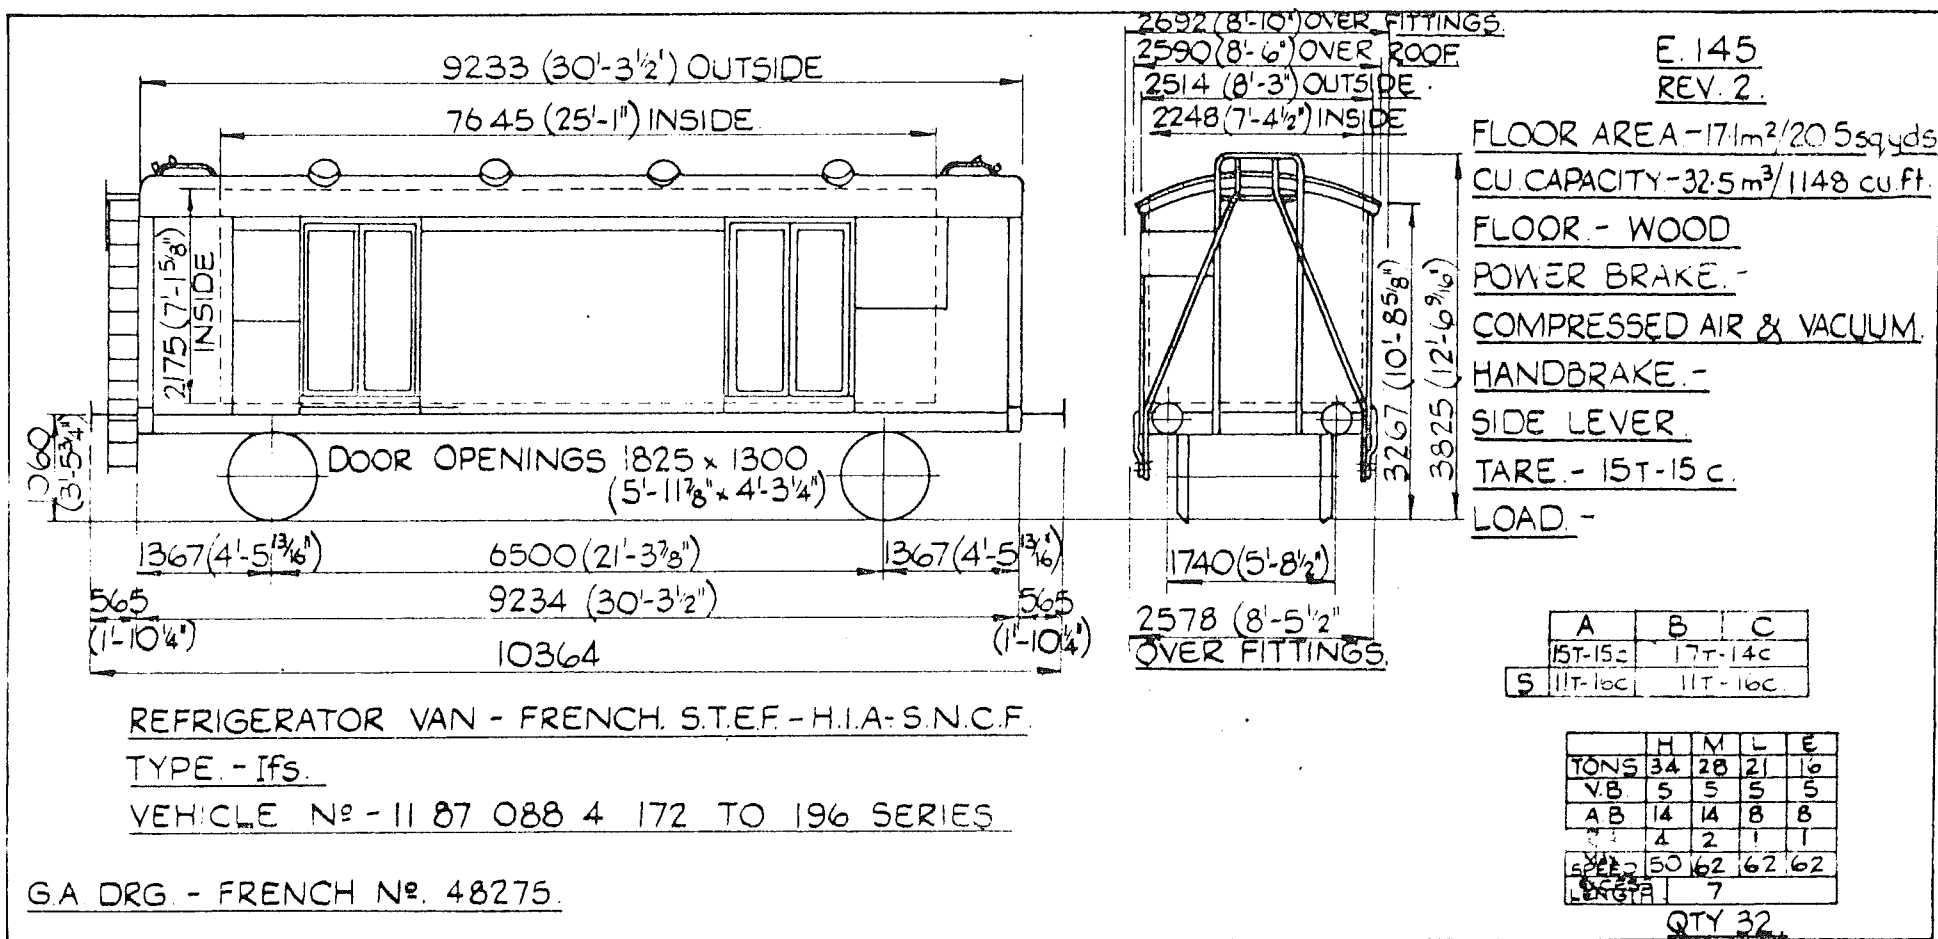 9233 (30'-3½") OUTSIDE
7645 (25'-1") INSIDE
2175 (7'-1⅝")
INSIDE
1360
(3'-5¾")
DOOR OPENINGS 1825 x 1300
(5'-11⅞" x 4'-3¼")
1367 (4'-5 13/16")
6500 (21'-3⅞")
1367 (4'-5 13/16")
565
(1'-10¼")
9234 (30'-3½")
565
(1'-10¼")
10364
2692 (8'-10") OVER FITTINGS.
2590 (8'-6") OVER ROOF
2514 (8'-3") OUTSIDE.
2248 (7'-4½") INSIDE
3267 (10'-8⅝")
3825 (12'-6 9/16")
1740 (5'-8½")
2578 (8'-5½"
OVER FITTINGS.
E.145
REV. 2.
FLOOR AREA - 17.1m²/20.5 sq yds
CU. CAPACITY - 32.5 m³/1148 cu.ft.
FLOOR. - WOOD
POWER BRAKE. -
COMPRESSED AIR & VACUUM.
HANDBRAKE. -
SIDE LEVER.
TARE. - 15T-15c.
LOAD. -
A B C
15T-15c 17T-14c
S 11T-16c 11T-16c
H M L E
TONS 34 28 21 16
V.B. 5 5 5 5
A.B 14 14 8 8
4 2 1 1
SPEED 50 62 62 62
LENGTH 7
QTY 32.
REFRIGERATOR VAN - FRENCH. S.T.E.F. - H.I.A - S.N.C.F.
TYPE. - Ifs.
VEHICLE Nº - 11 87 088 4 172 TO 196 SERIES
G.A. DRG. - FRENCH Nº. 48275.